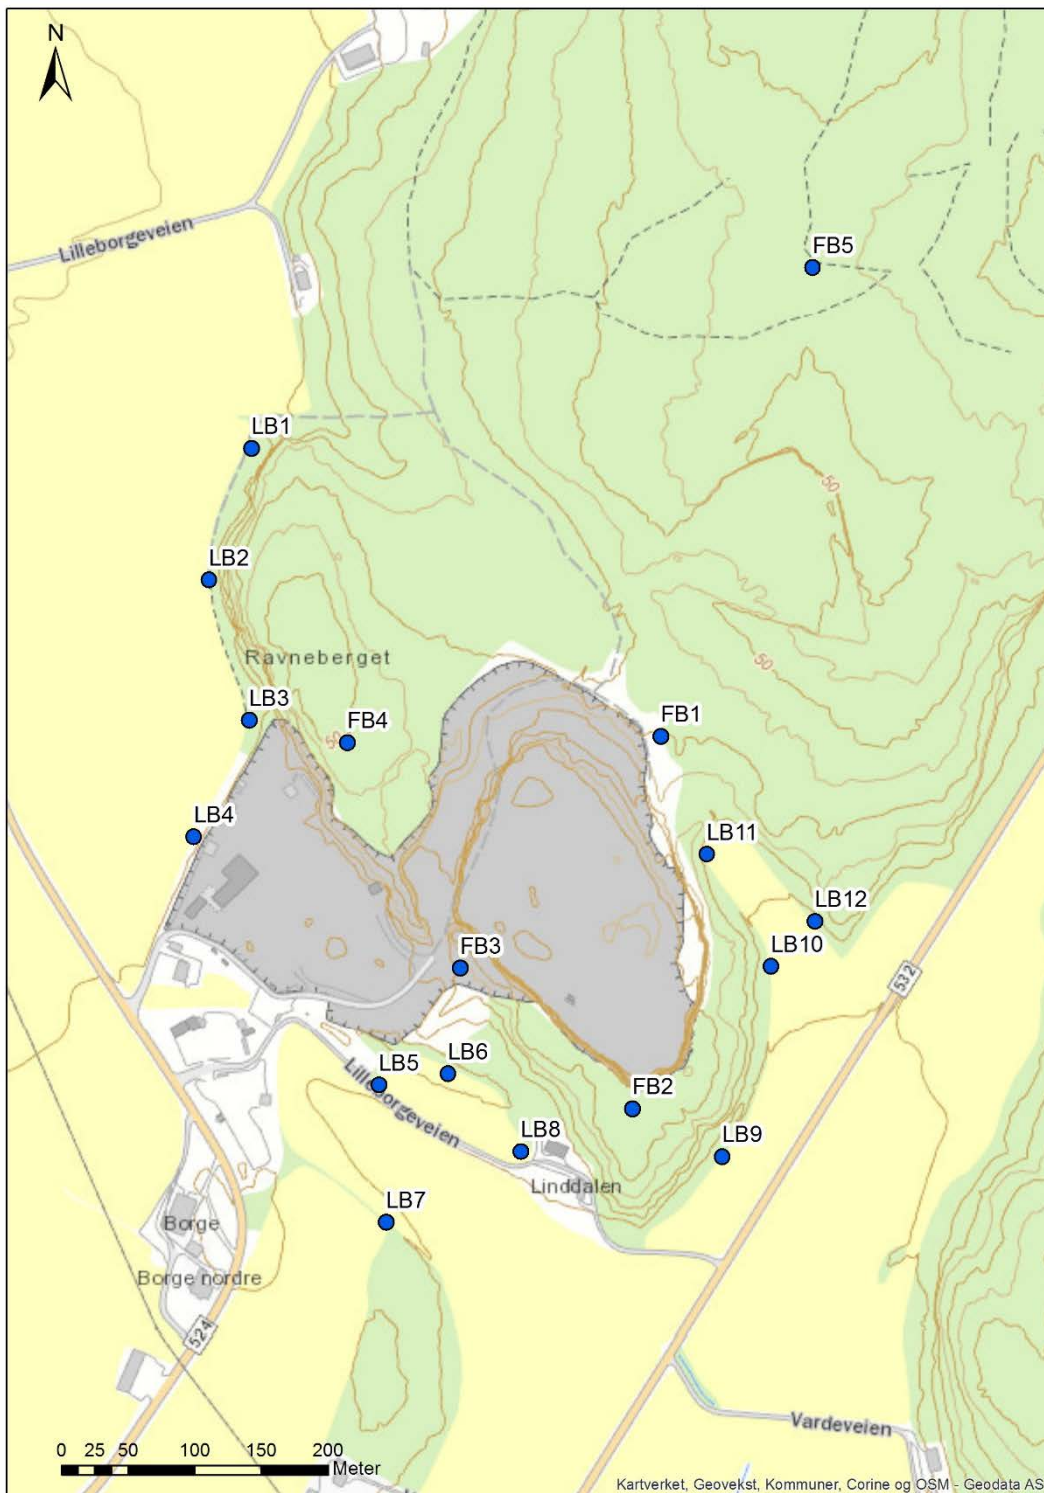 N
Lilleborgeveien
FB5
LB1
50
LB2
Ravneberget
50
LB3
FB1
FB4
50
LB4
LB11
LB12
LB10
FB3
532
LB6
LB5
Lilleborgeveien
FB2
LB8
LB9
Linddalen
LB7
Borge
Borge nordre
524
Vardeveien
0 25 50 100 150 200
Meter
Kartverket, Geovekst, Kommuner, Corine og OSM - Geodata AS